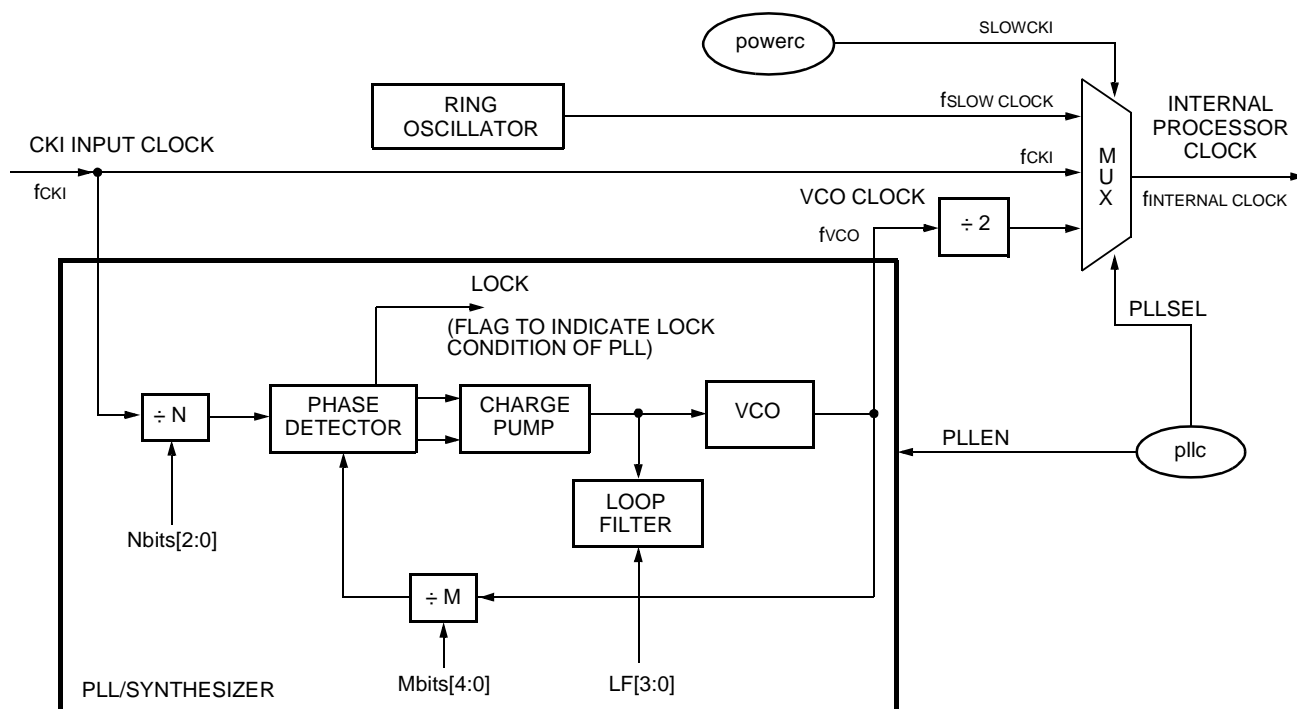 powerc
SLOWCKI
RING
OSCILLATOR
fSLOW CLOCK
INTERNAL
PROCESSOR
CLOCK
CKI INPUT CLOCK
fCKI
fCKI
M
U
X
fINTERNAL CLOCK
VCO CLOCK
fVCO
÷ 2
LOCK
(FLAG TO INDICATE LOCK
CONDITION OF PLL)
PLLSEL
÷ N
PHASE
DETECTOR
CHARGE
PUMP
VCO
PLLEN
pllc
LOOP
FILTER
Nbits[2:0]
÷ M
PLL/SYNTHESIZER
Mbits[4:0]
LF[3:0]